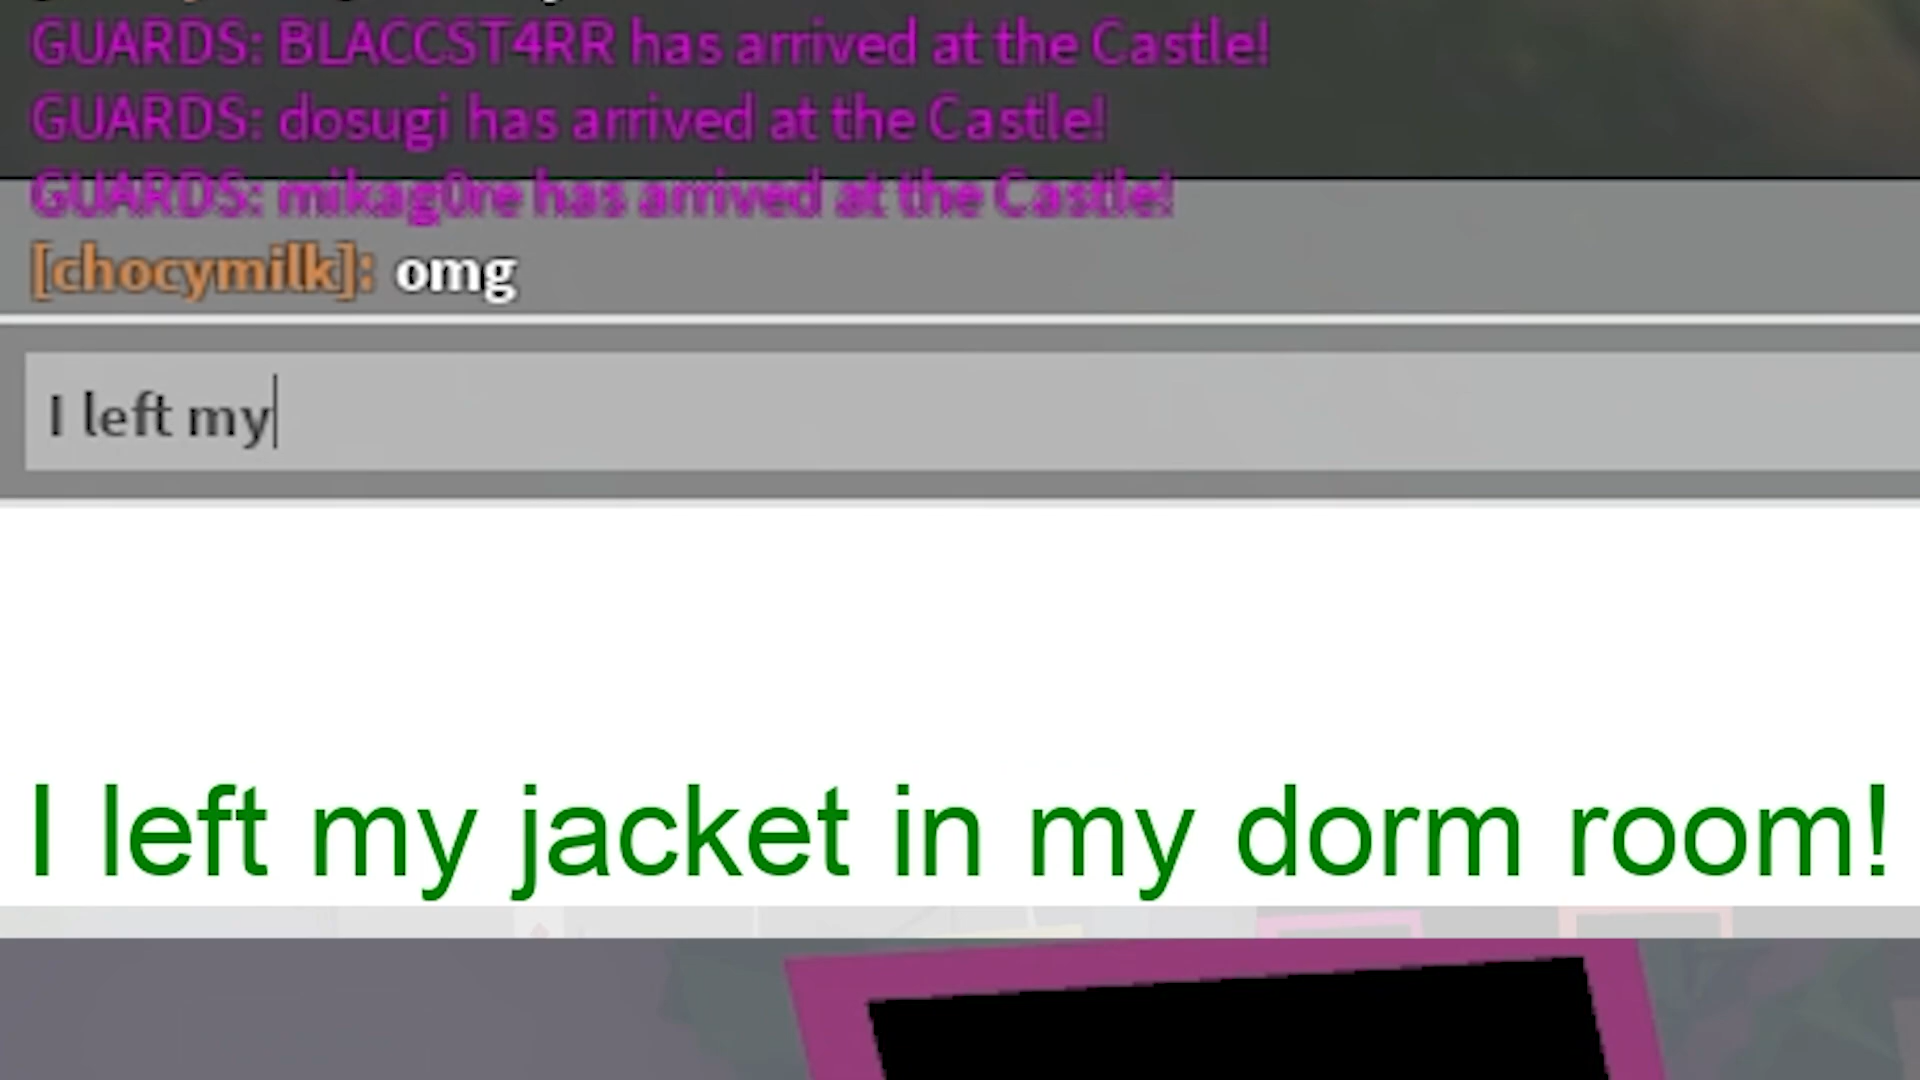 GUARDS: BLACCST4RR has arrived at the Castle!
GUARDS: dosugi has arrived at the Castle!
GUARDS: mikag0re has arrived at the Castle!
[chocymilk]: omg
I left my
I left my jacket in my dorm room!